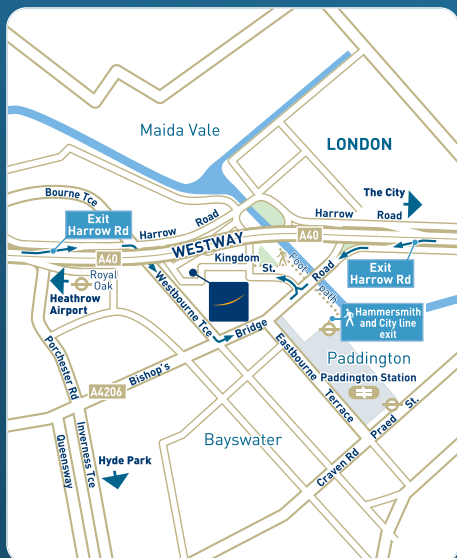 Maida Vale
LONDON
The City
Bourne Tce
Exit
Harrow Rd
Harrow
Road
Harrow
Road
WESTWAY
A40
A40
Kingdom
St.
Foot
path
Road
Exit
Harrow Rd
Royal
Oak
Heathrow
Airport
Westbourne Tce
Hammersmith
and City line
exit
Bridge
Bishop's
A4206
Porchester Rd
Eastbourne
Terrace
Paddington
Paddington Station
Praed
St.
Craven Rd
Bayswater
Queensway
Inverness Tce
Hyde Park